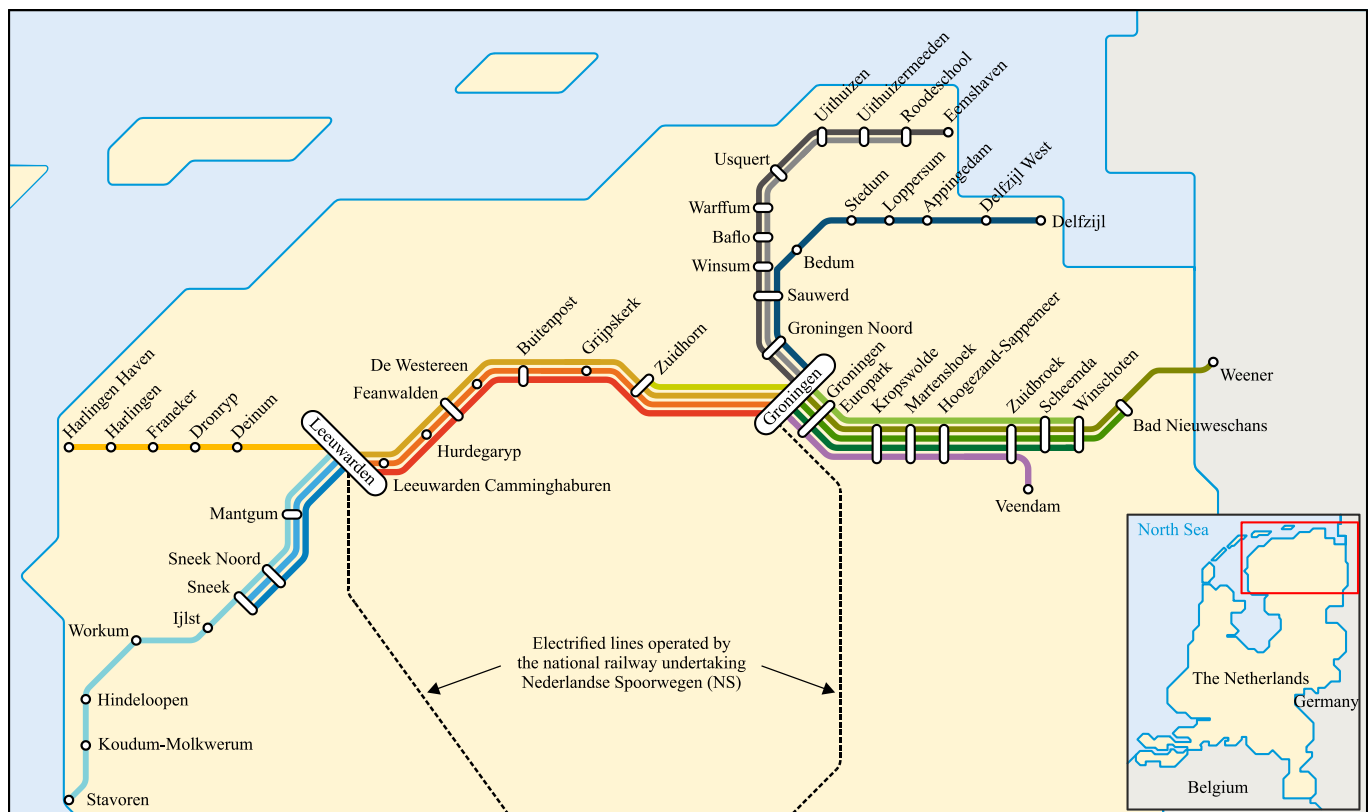 Uithuizen
Uithuizermeeden
Roodeschool
Eemshaven
Usquert
Warffum
Baflo
Winsum
Sauwerd
Stedum
Loppersum
Appingedam
Delfzijl West
Delfzijl
Bedum
Groningen Noord
Groningen
Groningen
Europark
Kropswolde
Martenshoek
Hoogezand-Sappemeer
Zuidbroek
Scheemda
Winschoten
Weener
Bad Nieuweschans
Veendam
Buitenpost
Grijpskerk
Zuidhorn
De Westereen
Feanwalden
Hurdegaryp
Leeuwarden Camminghaburen
Leeuwarden
Harlingen Haven
Harlingen
Franeker
Dronryp
Deinum
Mantgum
Sneek Noord
Sneek
Ijlst
Workum
Hindeloopen
Koudum-Molkwerum
Stavoren
Electrified lines operated by
the national railway undertaking
Nederlandse Spoorwegen (NS)
North Sea
The Netherlands
Germany
Belgium